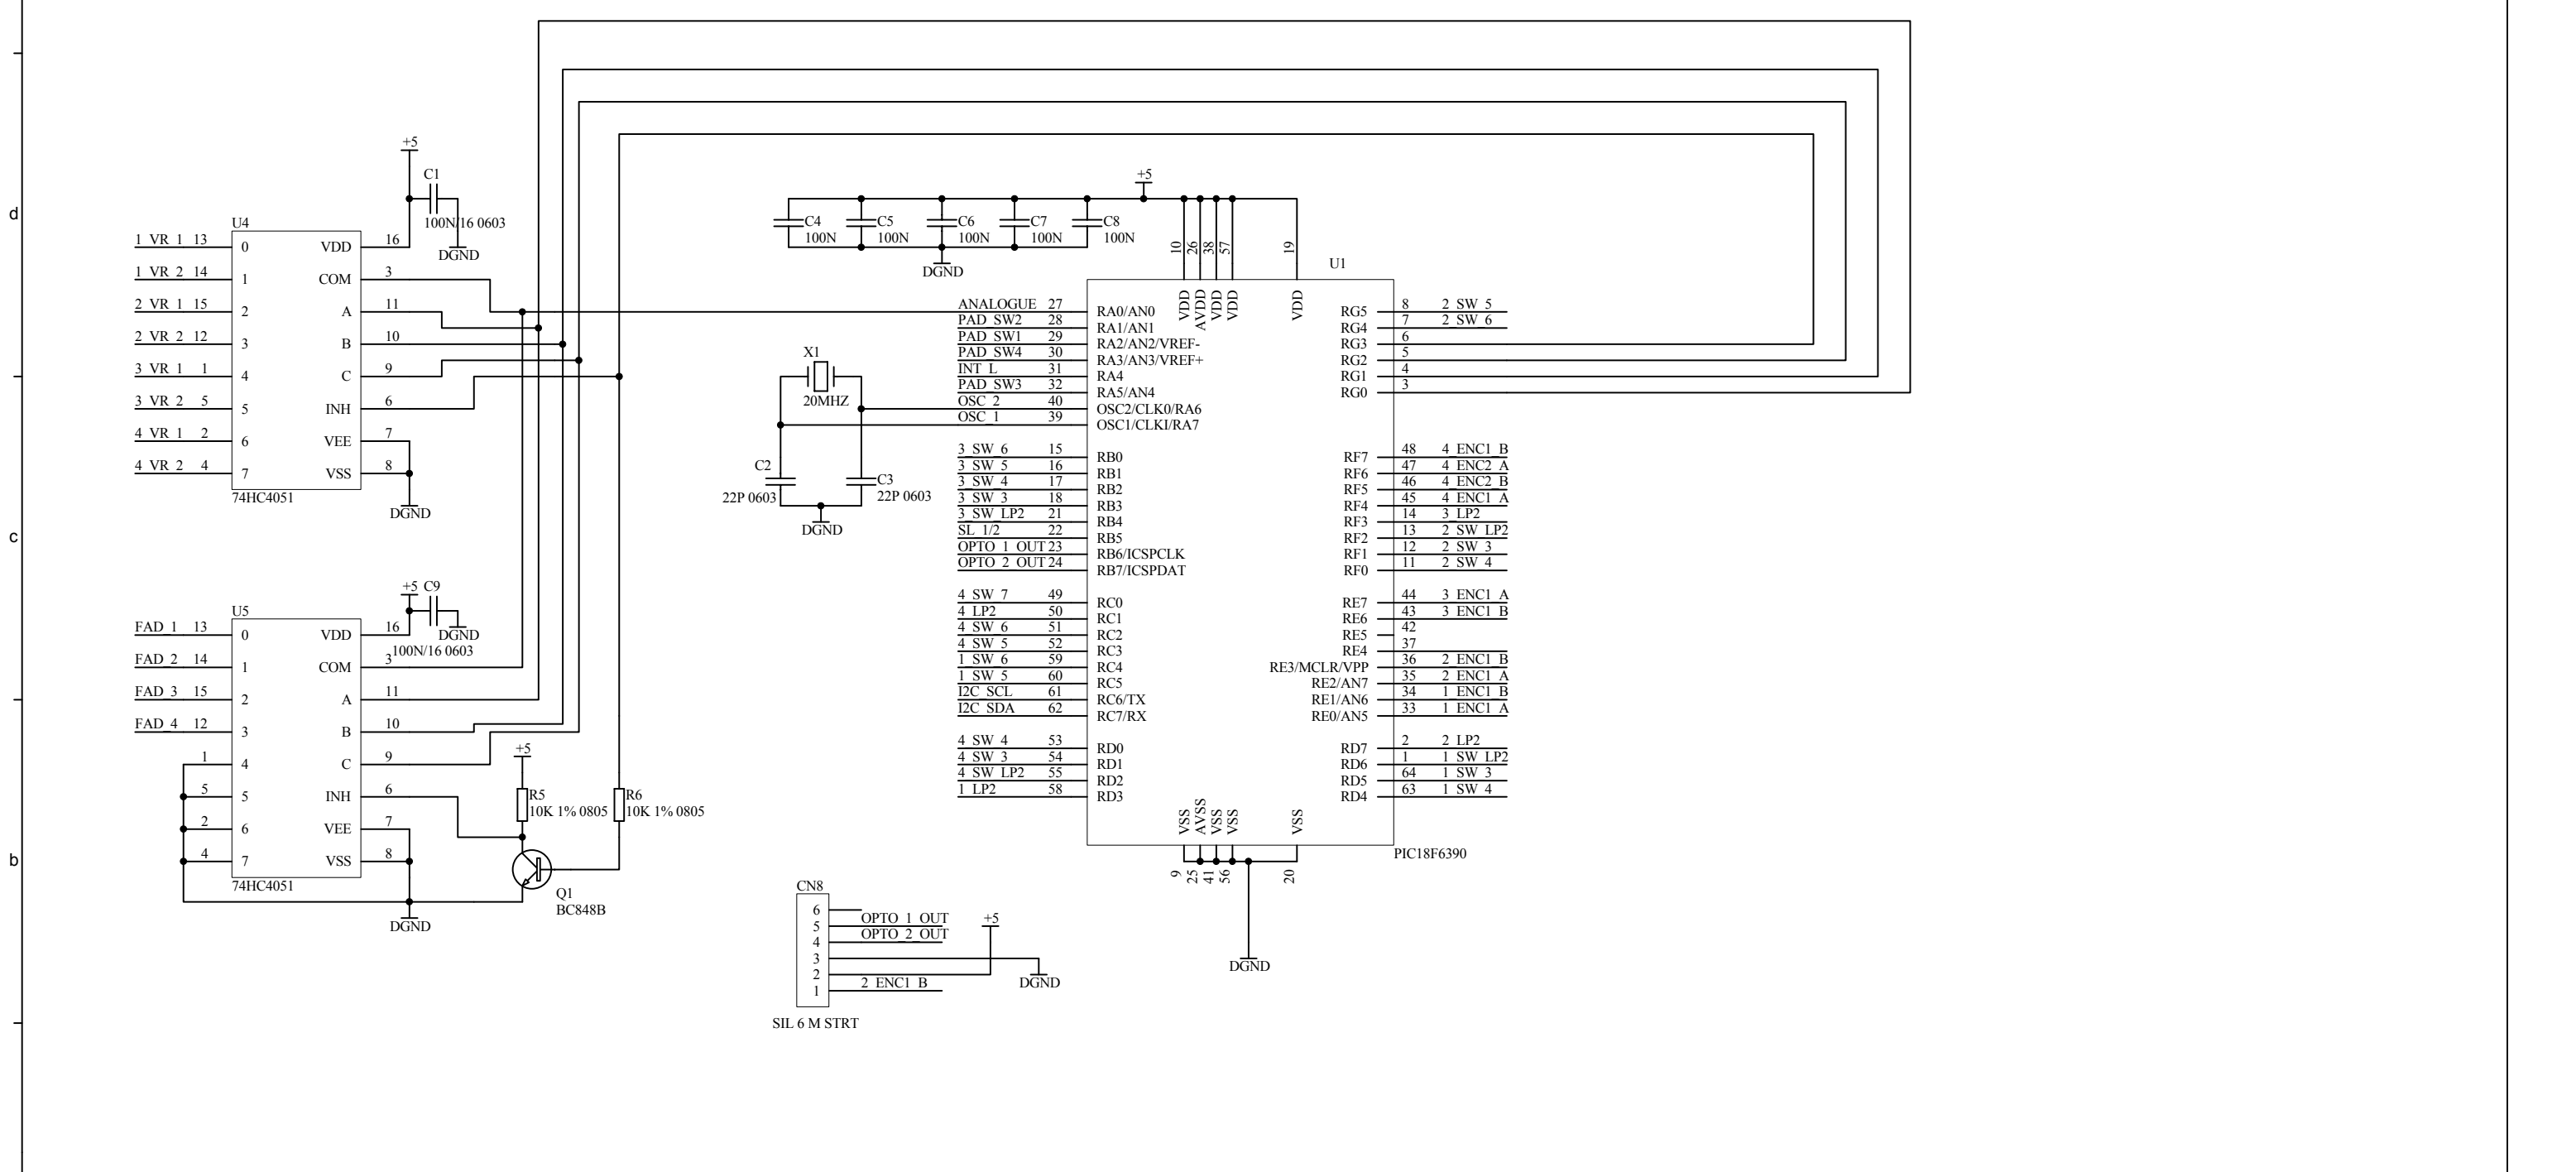 d
c
b
+5
C1
100N/16 0603
DGND
U4
1_VR_1 13 0 VDD 16
1_VR_2 14 1 COM 3
2_VR_1 15 2 A 11
2_VR_2 12 3 B 10
3_VR_1 1 4 C 9
3_VR_2 5 5 INH 6
4_VR_1 2 6 VEE 7
4_VR_2 4 7 VSS 8
74HC4051
DGND
+5 C9
DGND
100N/16 0603
U5
FAD_1 13 0 VDD 16
FAD_2 14 1 COM 3
FAD_3 15 2 A 11
FAD_4 12 3 B 10
1 4 C 9
5 5 INH 6
2 6 VEE 7
4 7 VSS 8
74HC4051
DGND
+5
R5
10K 1% 0805
R6
10K 1% 0805
Q1
BC848B
+5
C4
100N
C5
100N
C6
100N
C7
100N
C8
100N
DGND
X1
20MHZ
C2
22P 0603
C3
22P 0603
DGND
U1
10 26 38 57 19
VDD AVDD VDD VDD VDD
ANALOGUE 27 RA0/AN0
PAD_SW2 28 RA1/AN1
PAD_SW1 29 RA2/AN2/VREF-
PAD_SW4 30 RA3/AN3/VREF+
INT_L 31 RA4
PAD_SW3 32 RA5/AN4
OSC_2 40 OSC2/CLK0/RA6
OSC_1 39 OSC1/CLKI/RA7
3_SW_6 15 RB0
3_SW_5 16 RB1
3_SW_4 17 RB2
3_SW_3 18 RB3
3_SW_LP2 21 RB4
SL_1/2 22 RB5
OPTO_1_OUT 23 RB6/ICSPCLK
OPTO_2_OUT 24 RB7/ICSPDAT
4_SW_7 49 RC0
4_LP2 50 RC1
4_SW_6 51 RC2
4_SW_5 52 RC3
1_SW_6 59 RC4
1_SW_5 60 RC5
I2C_SCL 61 RC6/TX
I2C_SDA 62 RC7/RX
4_SW_4 53 RD0
4_SW_3 54 RD1
4_SW_LP2 55 RD2
1_LP2 58 RD3
RG5 8 2_SW_5
RG4 7 2_SW_6
RG3 6
RG2 5
RG1 4
RG0 3
RF7 48 4_ENC1_B
RF6 47 4_ENC2_A
RF5 46 4_ENC2_B
RF4 45 4_ENC1_A
RF3 14 3_LP2
RF2 13 2_SW_LP2
RF1 12 2_SW_3
RF0 11 2_SW_4
RE7 44 3_ENC1_A
RE6 43 3_ENC1_B
RE5 42
RE4 37
RE3/MCLR/VPP 36 2_ENC1_B
RE2/AN7 35 2_ENC1_A
RE1/AN6 34 1_ENC1_B
RE0/AN5 33 1_ENC1_A
RD7 2 2_LP2
RD6 1 1_SW_LP2
RD5 64 1_SW_3
RD4 63 1_SW_4
VSS AVSS VSS VSS VSS
9 25 41 56 20
PIC18F6390
DGND
CN8
6
5 OPTO_1_OUT
4 OPTO_2_OUT
3
2
1 2_ENC1_B
+5
DGND
SIL 6 M STRT